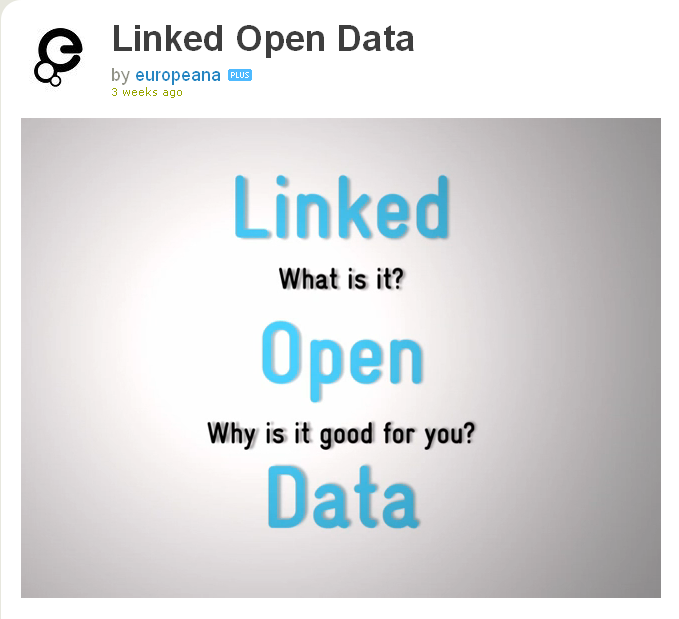 Linked Open Data
by europeana PLUS
3 weeks ago
Linked
What is it?
Open
Why is it good for you?
Data